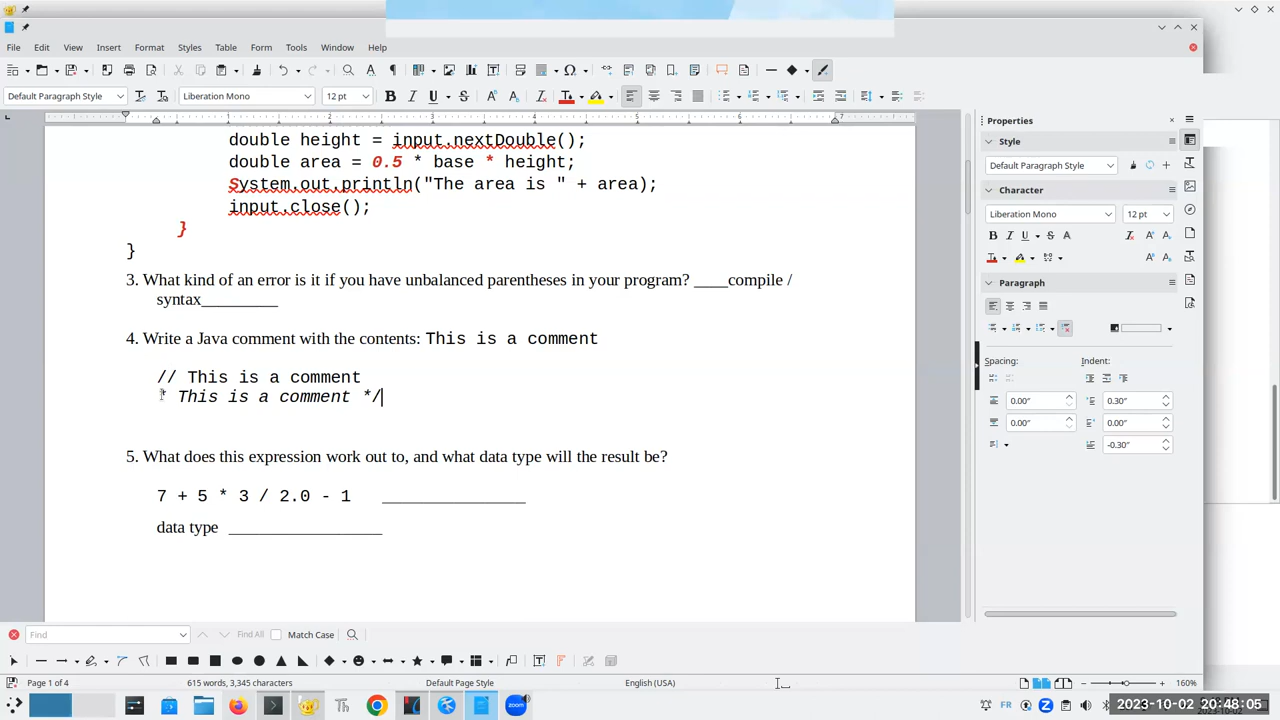 File Edit View Insert Format Styles Table Form Tools Window Help
Default Paragraph Style Liberation Mono 12 pt
double height = input.nextDouble();
double area = 0.5 * base * height;
System.out.println("The area is " + area);
input.close();
}
}
3. What kind of an error is it if you have unbalanced parentheses in your program? ____compile /
syntax_________
4. Write a Java comment with the contents: This is a comment
// This is a comment
* This is a comment */
5. What does this expression work out to, and what data type will the result be?
7 + 5 * 3 / 2.0 - 1 _______________
data type ________________
Properties
Style
Default Paragraph Style
Character
Liberation Mono 12 pt
Paragraph
Spacing: Indent:
0.00″ 0.30″
0.00″ 0.00″
-0.30″
Find Find All Match Case
Page 1 of 4 615 words, 3,345 characters Default Page Style English (USA) 160%
zoom FR 2023-10-02 20:48:05